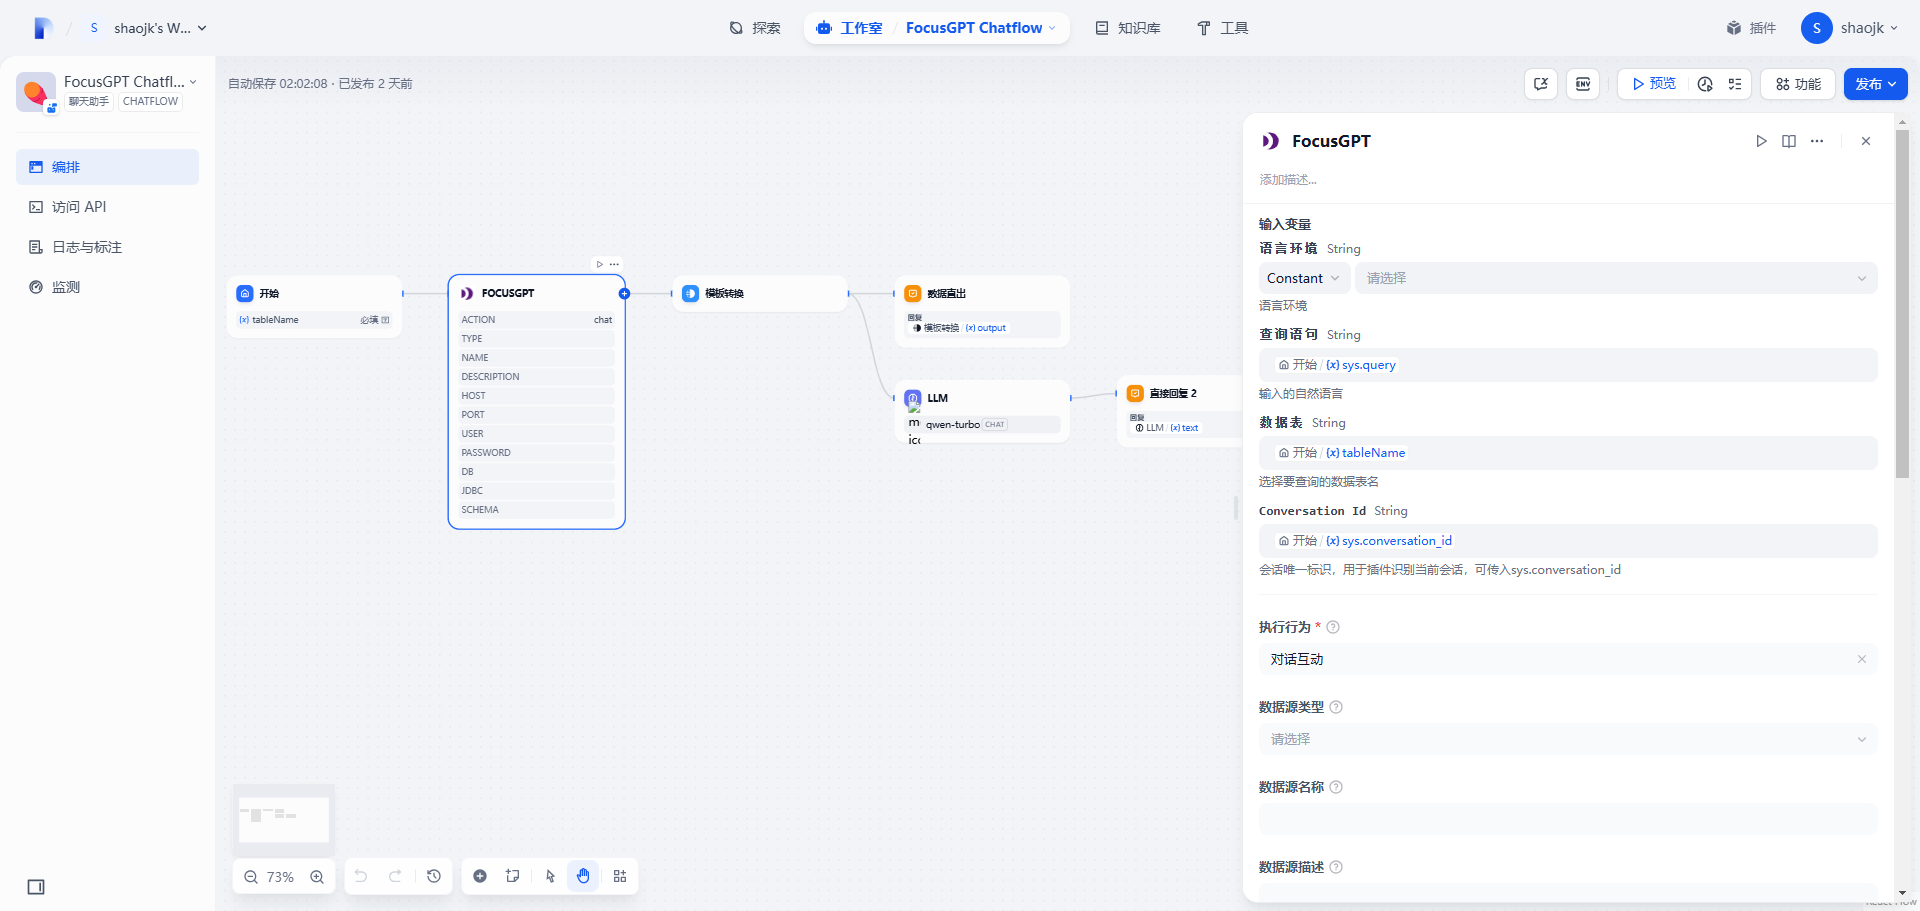 S shaojk's W...
探索
工作室 / FocusGPT Chatflow
知识库
工具
插件
S shaojk
FocusGPT Chatfl...
聊天助手 CHATFLOW
编排
访问 API
日志与标注
监测
自动保存 02:02:08 · 已发布 2 天前
ENV
预览
功能
发布
开始
{x} tableName 必填
FOCUSGPT
ACTION chat
TYPE
NAME
DESCRIPTION
HOST
PORT
USER
PASSWORD
DB
JDBC
SCHEMA
模板转换
数据直出
回复
模板转换 / {x} output
LLM
m
qwen-turbo CHAT
直接回复 2
回复
LLM / {x} text
73%
FocusGPT
添加描述...
输入变量
语言环境 String
Constant 请选择
语言环境
查询语句 String
开始 / {x} sys.query
输入的自然语言
数据表 String
开始 / {x} tableName
选择要查询的数据表名
Conversation Id String
开始 / {x} sys.conversation_id
会话唯一标识，用于插件识别当前会话，可传入sys.conversation_id
执行行为 *
对话互动
数据源类型
请选择
数据源名称
数据源描述
React Flow